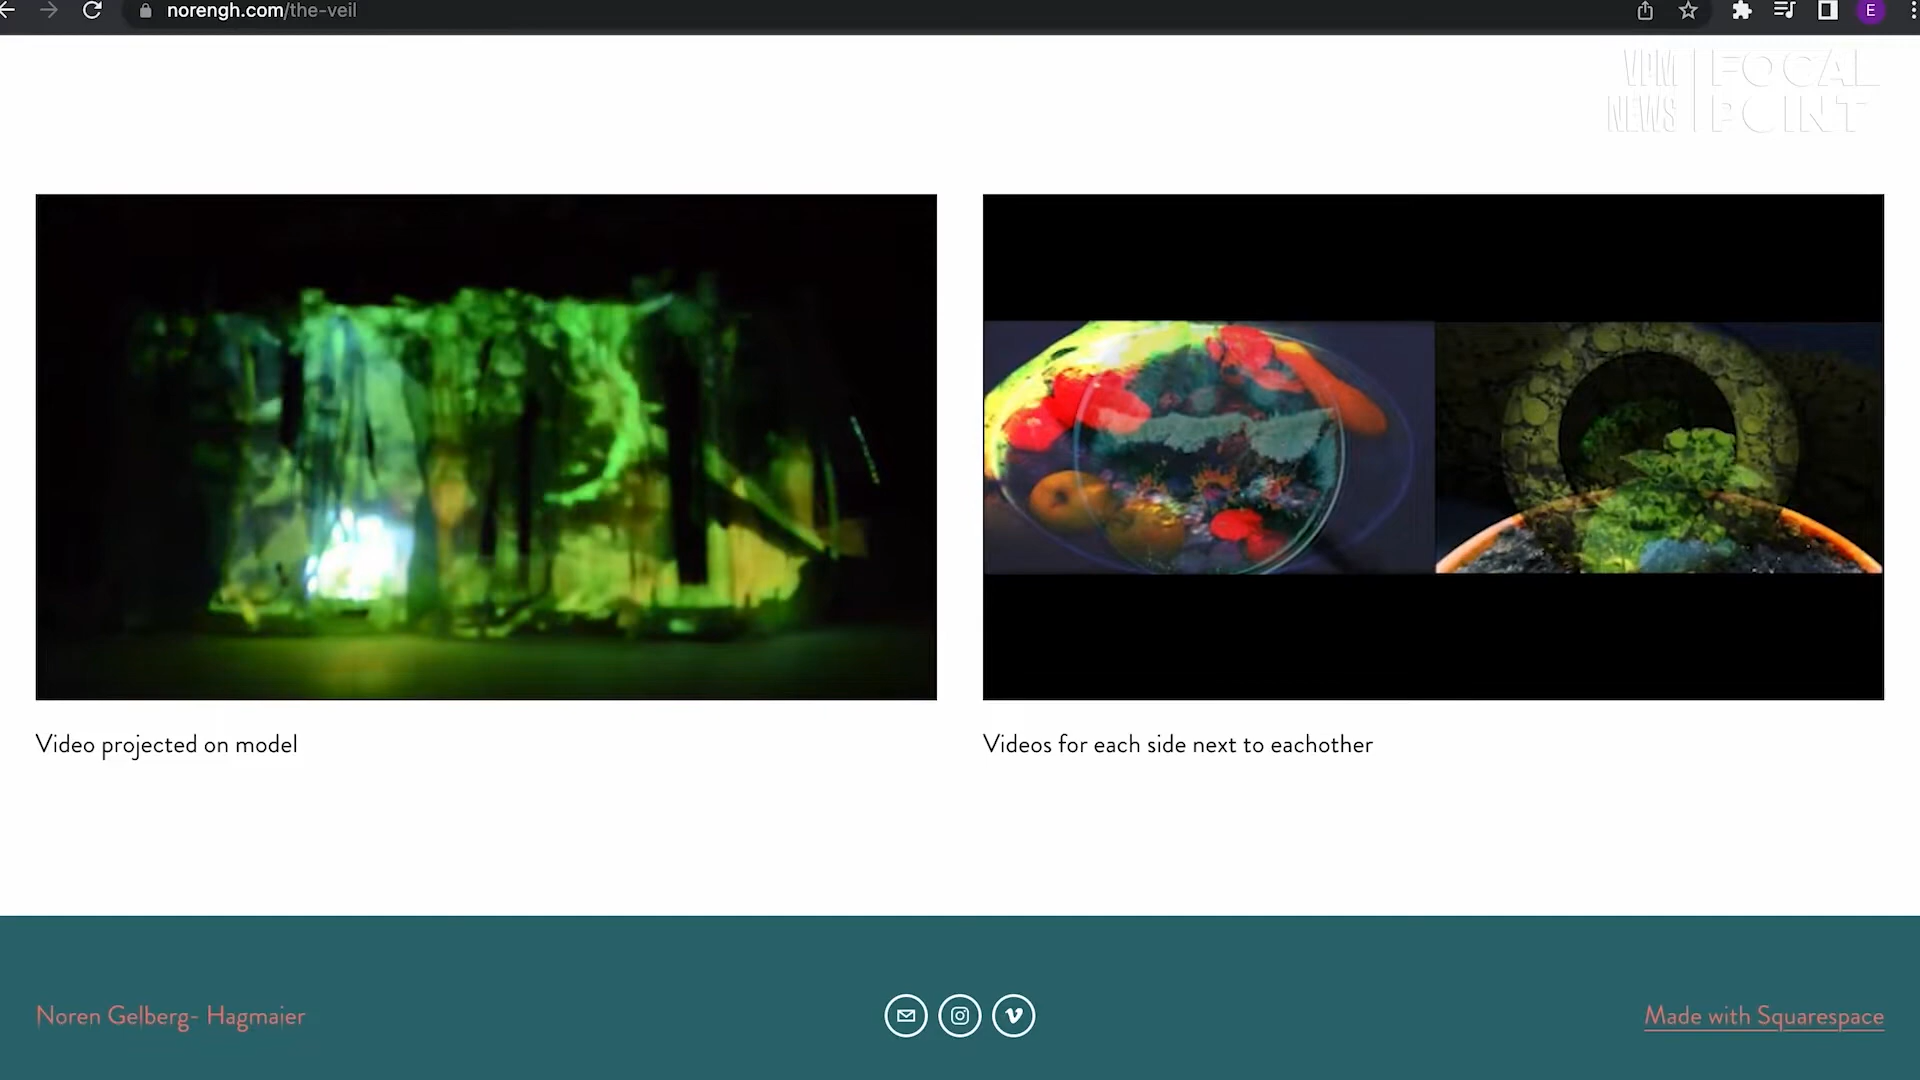 norengh.com/the-veil
E
VPM NEWS | FOCAL POINT
Video projected on model
Videos for each side next to eachother
Noren Gelberg- Hagmaier
Made with Squarespace